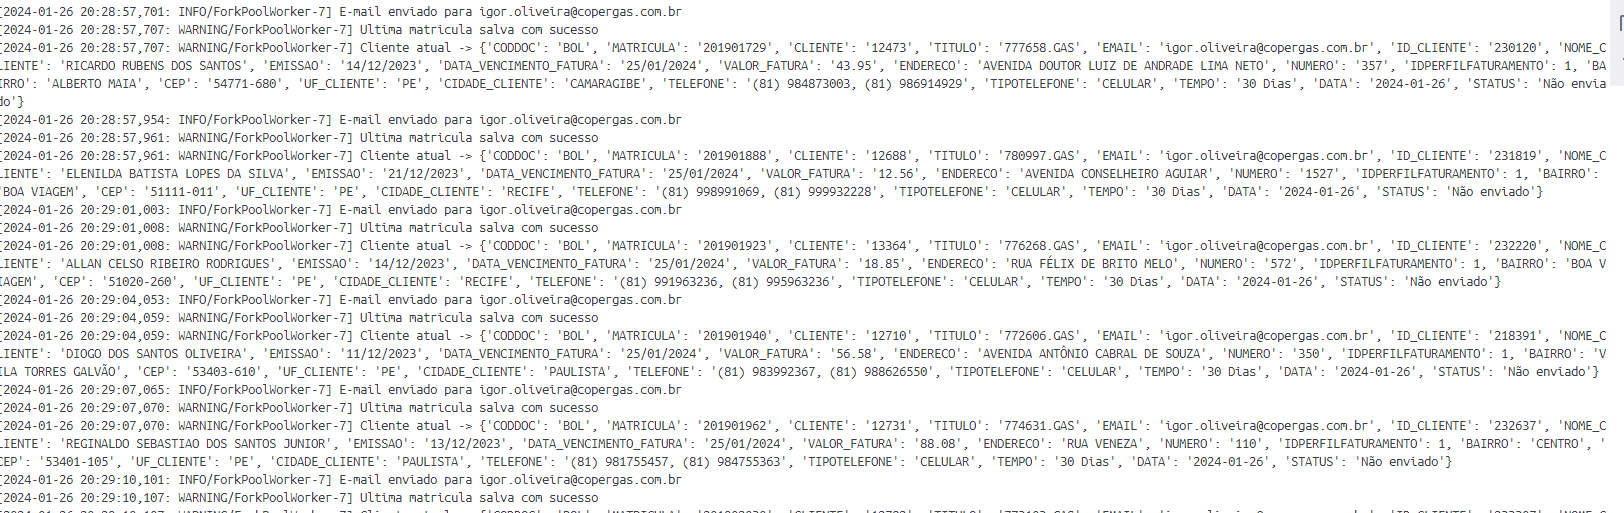 [2024-01-26 20:28:57,701: INFO/ForkPoolWorker-7] E-mail enviado para igor.oliveira@copergas.com.br
[2024-01-26 20:28:57,707: WARNING/ForkPoolWorker-7] Ultima matricula salva com sucesso
[2024-01-26 20:28:57,707: WARNING/ForkPoolWorker-7] Cliente atual -> {'CODDOC': 'BOL', 'MATRICULA': '201901729', 'CLIENTE': '12473', 'TITULO': '777658.GAS', 'EMAIL': 'igor.oliveira@copergas.com.br', 'ID_CLIENTE': '230120', 'NOME_C
LIENTE': 'RICARDO RUBENS DOS SANTOS', 'EMISSAO': '14/12/2023', 'DATA_VENCIMENTO_FATURA': '25/01/2024', 'VALOR_FATURA': '43.95', 'ENDERECO': 'AVENIDA DOUTOR LUIZ DE ANDRADE LIMA NETO', 'NUMERO': '357', 'IDPERFILFATURAMENTO': 1, 'BA
IRRO': 'ALBERTO MAIA', 'CEP': '54771-680', 'UF_CLIENTE': 'PE', 'CIDADE_CLIENTE': 'CAMARAGIBE', 'TELEFONE': '(81) 984873003, (81) 986914929', 'TIPOTELEFONE': 'CELULAR', 'TEMPO': '30 Dias', 'DATA': '2024-01-26', 'STATUS': 'Não envia
do'}
[2024-01-26 20:28:57,954: INFO/ForkPoolWorker-7] E-mail enviado para igor.oliveira@copergas.com.br
[2024-01-26 20:28:57,961: WARNING/ForkPoolWorker-7] Ultima matricula salva com sucesso
[2024-01-26 20:28:57,961: WARNING/ForkPoolWorker-7] Cliente atual -> {'CODDOC': 'BOL', 'MATRICULA': '201901888', 'CLIENTE': '12688', 'TITULO': '780997.GAS', 'EMAIL': 'igor.oliveira@copergas.com.br', 'ID_CLIENTE': '231819', 'NOME_C
LIENTE': 'ELENILDA BATISTA LOPES DA SILVA', 'EMISSAO': '21/12/2023', 'DATA_VENCIMENTO_FATURA': '25/01/2024', 'VALOR_FATURA': '12.56', 'ENDERECO': 'AVENIDA CONSELHEIRO AGUIAR', 'NUMERO': '1527', 'IDPERFILFATURAMENTO': 1, 'BAIRRO':
'BOA VIAGEM', 'CEP': '51111-011', 'UF_CLIENTE': 'PE', 'CIDADE_CLIENTE': 'RECIFE', 'TELEFONE': '(81) 998991069, (81) 999932228', 'TIPOTELEFONE': 'CELULAR', 'TEMPO': '30 Dias', 'DATA': '2024-01-26', 'STATUS': 'Não enviado'}
[2024-01-26 20:29:01,003: INFO/ForkPoolWorker-7] E-mail enviado para igor.oliveira@copergas.com.br
[2024-01-26 20:29:01,008: WARNING/ForkPoolWorker-7] Ultima matricula salva com sucesso
[2024-01-26 20:29:01,008: WARNING/ForkPoolWorker-7] Cliente atual -> {'CODDOC': 'BOL', 'MATRICULA': '201901923', 'CLIENTE': '13364', 'TITULO': '776268.GAS', 'EMAIL': 'igor.oliveira@copergas.com.br', 'ID_CLIENTE': '232220', 'NOME_C
LIENTE': 'ALLAN CELSO RIBEIRO RODRIGUES', 'EMISSAO': '14/12/2023', 'DATA_VENCIMENTO_FATURA': '25/01/2024', 'VALOR_FATURA': '18.85', 'ENDERECO': 'RUA FÉLIX DE BRITO MELO', 'NUMERO': '572', 'IDPERFILFATURAMENTO': 1, 'BAIRRO': 'BOA V
IAGEM', 'CEP': '51020-260', 'UF_CLIENTE': 'PE', 'CIDADE_CLIENTE': 'RECIFE', 'TELEFONE': '(81) 991963236, (81) 995963236', 'TIPOTELEFONE': 'CELULAR', 'TEMPO': '30 Dias', 'DATA': '2024-01-26', 'STATUS': 'Não enviado'}
[2024-01-26 20:29:04,053: INFO/ForkPoolWorker-7] E-mail enviado para igor.oliveira@copergas.com.br
[2024-01-26 20:29:04,059: WARNING/ForkPoolWorker-7] Ultima matricula salva com sucesso
[2024-01-26 20:29:04,059: WARNING/ForkPoolWorker-7] Cliente atual -> {'CODDOC': 'BOL', 'MATRICULA': '201901940', 'CLIENTE': '12710', 'TITULO': '772606.GAS', 'EMAIL': 'igor.oliveira@copergas.com.br', 'ID_CLIENTE': '218391', 'NOME_C
LIENTE': 'DIOGO DOS SANTOS OLIVEIRA', 'EMISSAO': '11/12/2023', 'DATA_VENCIMENTO_FATURA': '25/01/2024', 'VALOR_FATURA': '56.58', 'ENDERECO': 'AVENIDA ANTÔNIO CABRAL DE SOUZA', 'NUMERO': '350', 'IDPERFILFATURAMENTO': 1, 'BAIRRO': 'V
ILA TORRES GALVÃO', 'CEP': '53403-610', 'UF_CLIENTE': 'PE', 'CIDADE_CLIENTE': 'PAULISTA', 'TELEFONE': '(81) 983992367, (81) 988626550', 'TIPOTELEFONE': 'CELULAR', 'TEMPO': '30 Dias', 'DATA': '2024-01-26', 'STATUS': 'Não enviado'}
[2024-01-26 20:29:07,065: INFO/ForkPoolWorker-7] E-mail enviado para igor.oliveira@copergas.com.br
[2024-01-26 20:29:07,070: WARNING/ForkPoolWorker-7] Ultima matricula salva com sucesso
[2024-01-26 20:29:07,070: WARNING/ForkPoolWorker-7] Cliente atual -> {'CODDOC': 'BOL', 'MATRICULA': '201901962', 'CLIENTE': '12731', 'TITULO': '774631.GAS', 'EMAIL': 'igor.oliveira@copergas.com.br', 'ID_CLIENTE': '232637', 'NOME_C
LIENTE': 'REGINALDO SEBASTIAO DOS SANTOS JUNIOR', 'EMISSAO': '13/12/2023', 'DATA_VENCIMENTO_FATURA': '25/01/2024', 'VALOR_FATURA': '88.08', 'ENDERECO': 'RUA VENEZA', 'NUMERO': '110', 'IDPERFILFATURAMENTO': 1, 'BAIRRO': 'CENTRO', '
CEP': '53401-105', 'UF_CLIENTE': 'PE', 'CIDADE_CLIENTE': 'PAULISTA', 'TELEFONE': '(81) 981755457, (81) 984755363', 'TIPOTELEFONE': 'CELULAR', 'TEMPO': '30 Dias', 'DATA': '2024-01-26', 'STATUS': 'Não enviado'}
[2024-01-26 20:29:10,101: INFO/ForkPoolWorker-7] E-mail enviado para igor.oliveira@copergas.com.br
[2024-01-26 20:29:10,107: WARNING/ForkPoolWorker-7] Ultima matricula salva com sucesso